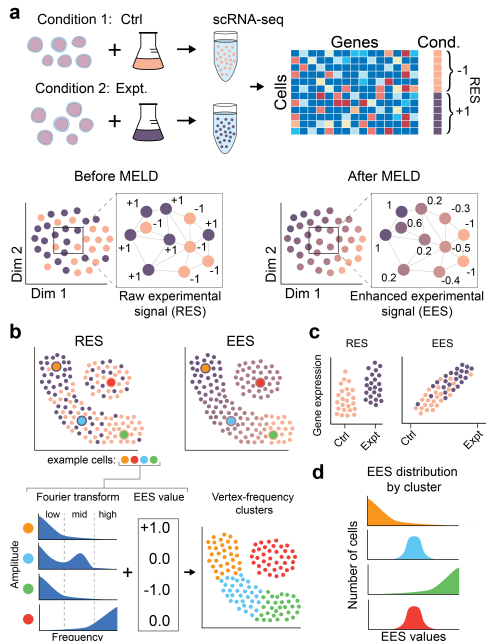 a
Condition 1: Ctrl
scRNA-seq
Genes
Cond.
Cells
-1
+1
RES
Condition 2: Expt.
Before MELD
After MELD
Dim 2
Dim 1
+1
+1
-1
-1
+1
+1
+1
-1
-1
+1
-1
Raw experimental
signal (RES)
Dim 2
Dim 1
1
0.2
-0.3
0.6
-1
1
0.2
-0.5
-1
0.2
-0.4
Enhanced experimental
signal (EES)
b
RES
EES
example cells:
Fourier transform
EES value
low
mid
high
Amplitude
Frequency
+1.0
0.0
-1.0
0.0
+
Vertex-frequency
clusters
c
RES
EES
Gene expression
Ctrl
Expt
Ctrl
Expt
d
EES distribution
by cluster
Number of cells
EES values